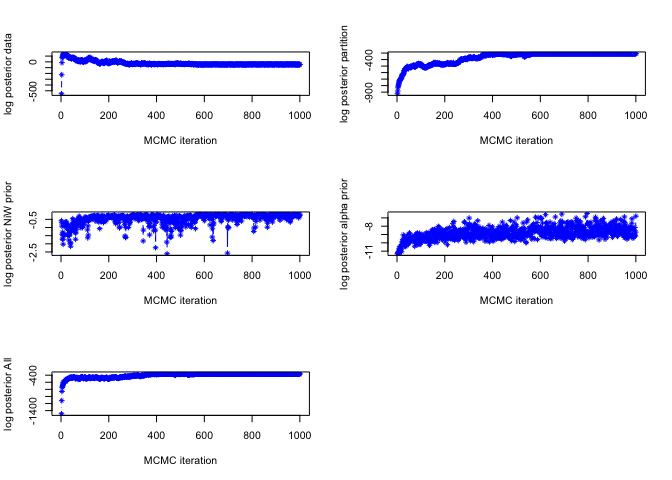 log posterior data
0
-500
0 200 400 600 800 1000
MCMC iteration
log posterior partition
-400
-900
0 200 400 600 800 1000
MCMC iteration
log posterior NiW prior
-0.5
-2.5
0 200 400 600 800 1000
MCMC iteration
log posterior alpha prior
-8
-11
0 200 400 600 800 1000
MCMC iteration
log posterior All
-400
-1400
0 200 400 600 800 1000
MCMC iteration